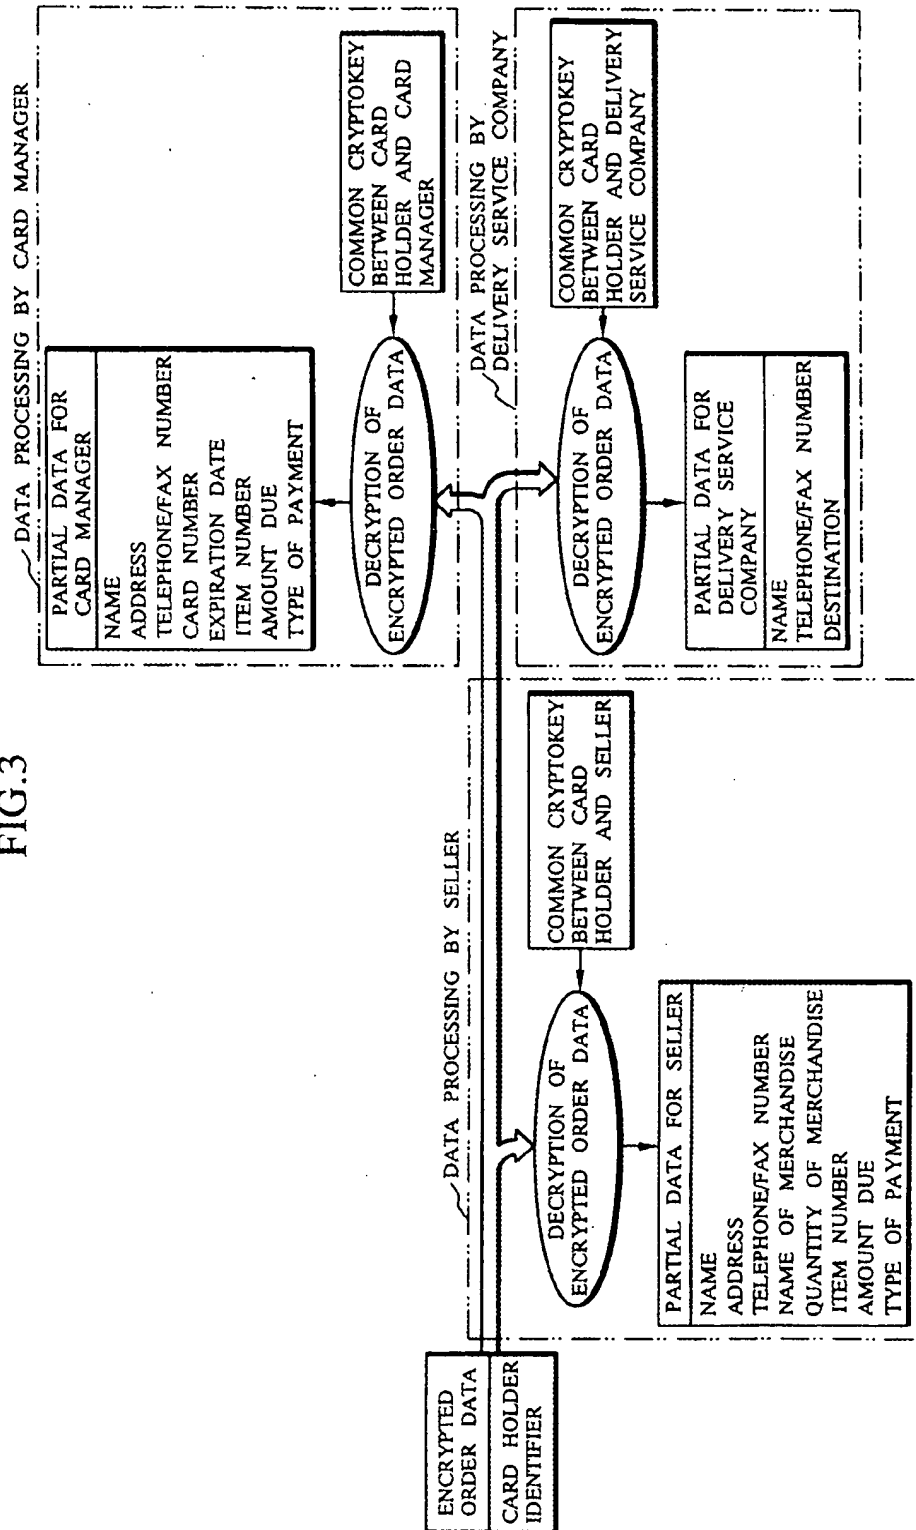 FIG.3
ENCRYPTED
ORDER DATA
CARD HOLDER
IDENTIFIER
DATA PROCESSING BY SELLER
DECRYPTION OF
ENCRYPTED ORDER DATA
COMMON CRYPTOKEY
BETWEEN CARD
HOLDER AND SELLER
PARTIAL DATA FOR SELLER
NAME
ADDRESS
TELEPHONE/FAX NUMBER
NAME OF MERCHANDISE
QUANTITY OF MERCHANDISE
ITEM NUMBER
AMOUNT DUE
TYPE OF PAYMENT
DATA PROCESSING BY CARD MANAGER
PARTIAL DATA FOR
CARD MANAGER
NAME
ADDRESS
TELEPHONE/FAX NUMBER
CARD NUMBER
EXPIRATION DATE
ITEM NUMBER
AMOUNT DUE
TYPE OF PAYMENT
DECRYPTION OF
ENCRYPTED ORDER DATA
COMMON CRYPTOKEY
BETWEEN CARD
HOLDER AND CARD
MANAGER
DATA PROCESSING BY
DELIVERY SERVICE COMPANY
DECRYPTION OF
ENCRYPTED ORDER DATA
COMMON CRYPTOKEY
BETWEEN CARD
HOLDER AND DELIVERY
SERVICE COMPANY
PARTIAL DATA FOR
DELIVERY SERVICE
COMPANY
NAME
TELEPHONE/FAX NUMBER
DESTINATION